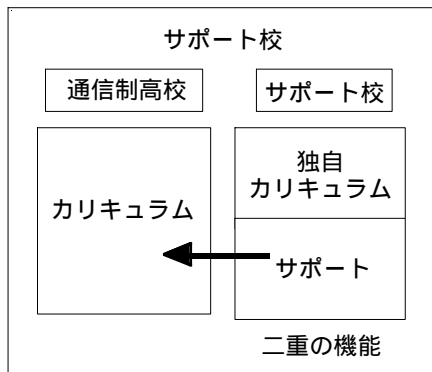 サポート校
通信制高校
サポート校
カリキュラム
独自
カリキュラム
サポート
二重の機能